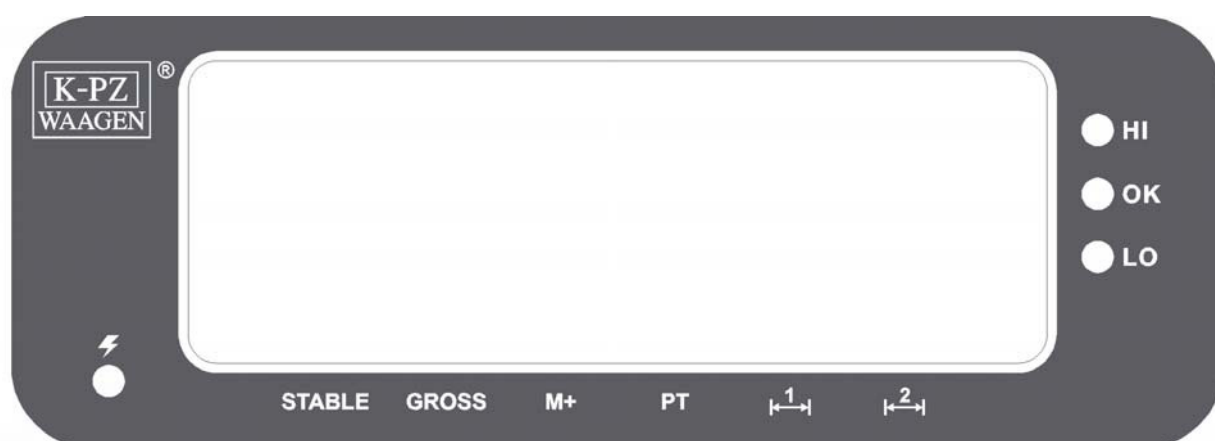 K-PZ ®
WAAGEN
HI
OK
LO
STABLE GROSS M+ PT 1 2